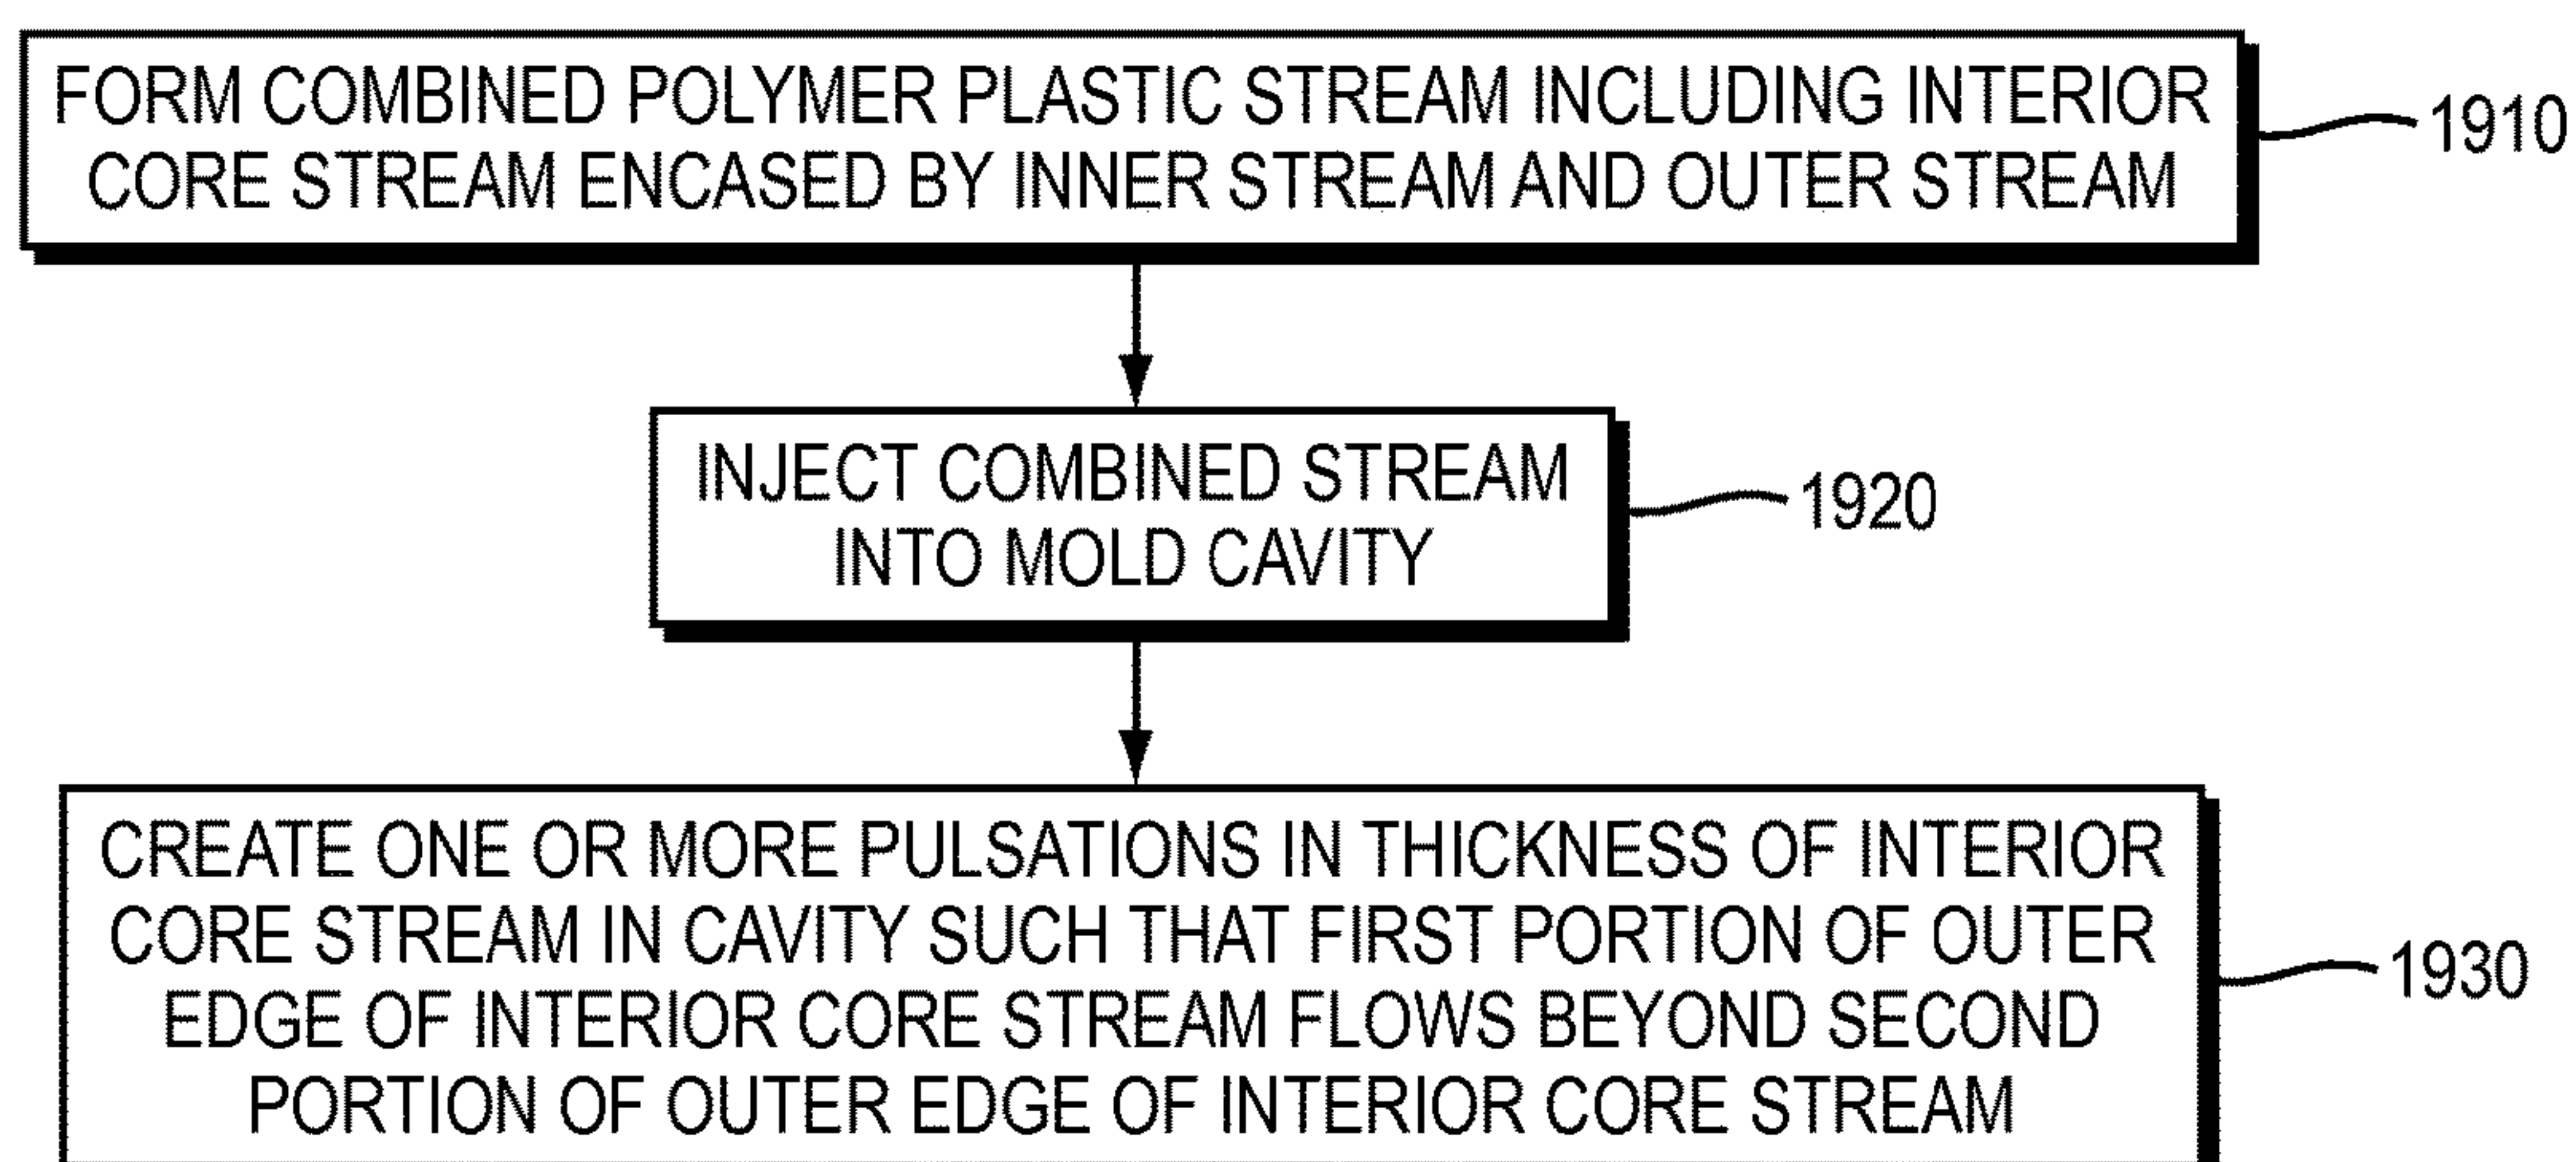 FORM COMBINED POLYMER PLASTIC STREAM INCLUDING INTERIOR
CORE STREAM ENCASED BY INNER STREAM AND OUTER STREAM
1910
INJECT COMBINED STREAM
INTO MOLD CAVITY
1920
CREATE ONE OR MORE PULSATIONS IN THICKNESS OF INTERIOR
CORE STREAM IN CAVITY SUCH THAT FIRST PORTION OF OUTER
EDGE OF INTERIOR CORE STREAM FLOWS BEYOND SECOND
PORTION OF OUTER EDGE OF INTERIOR CORE STREAM
1930